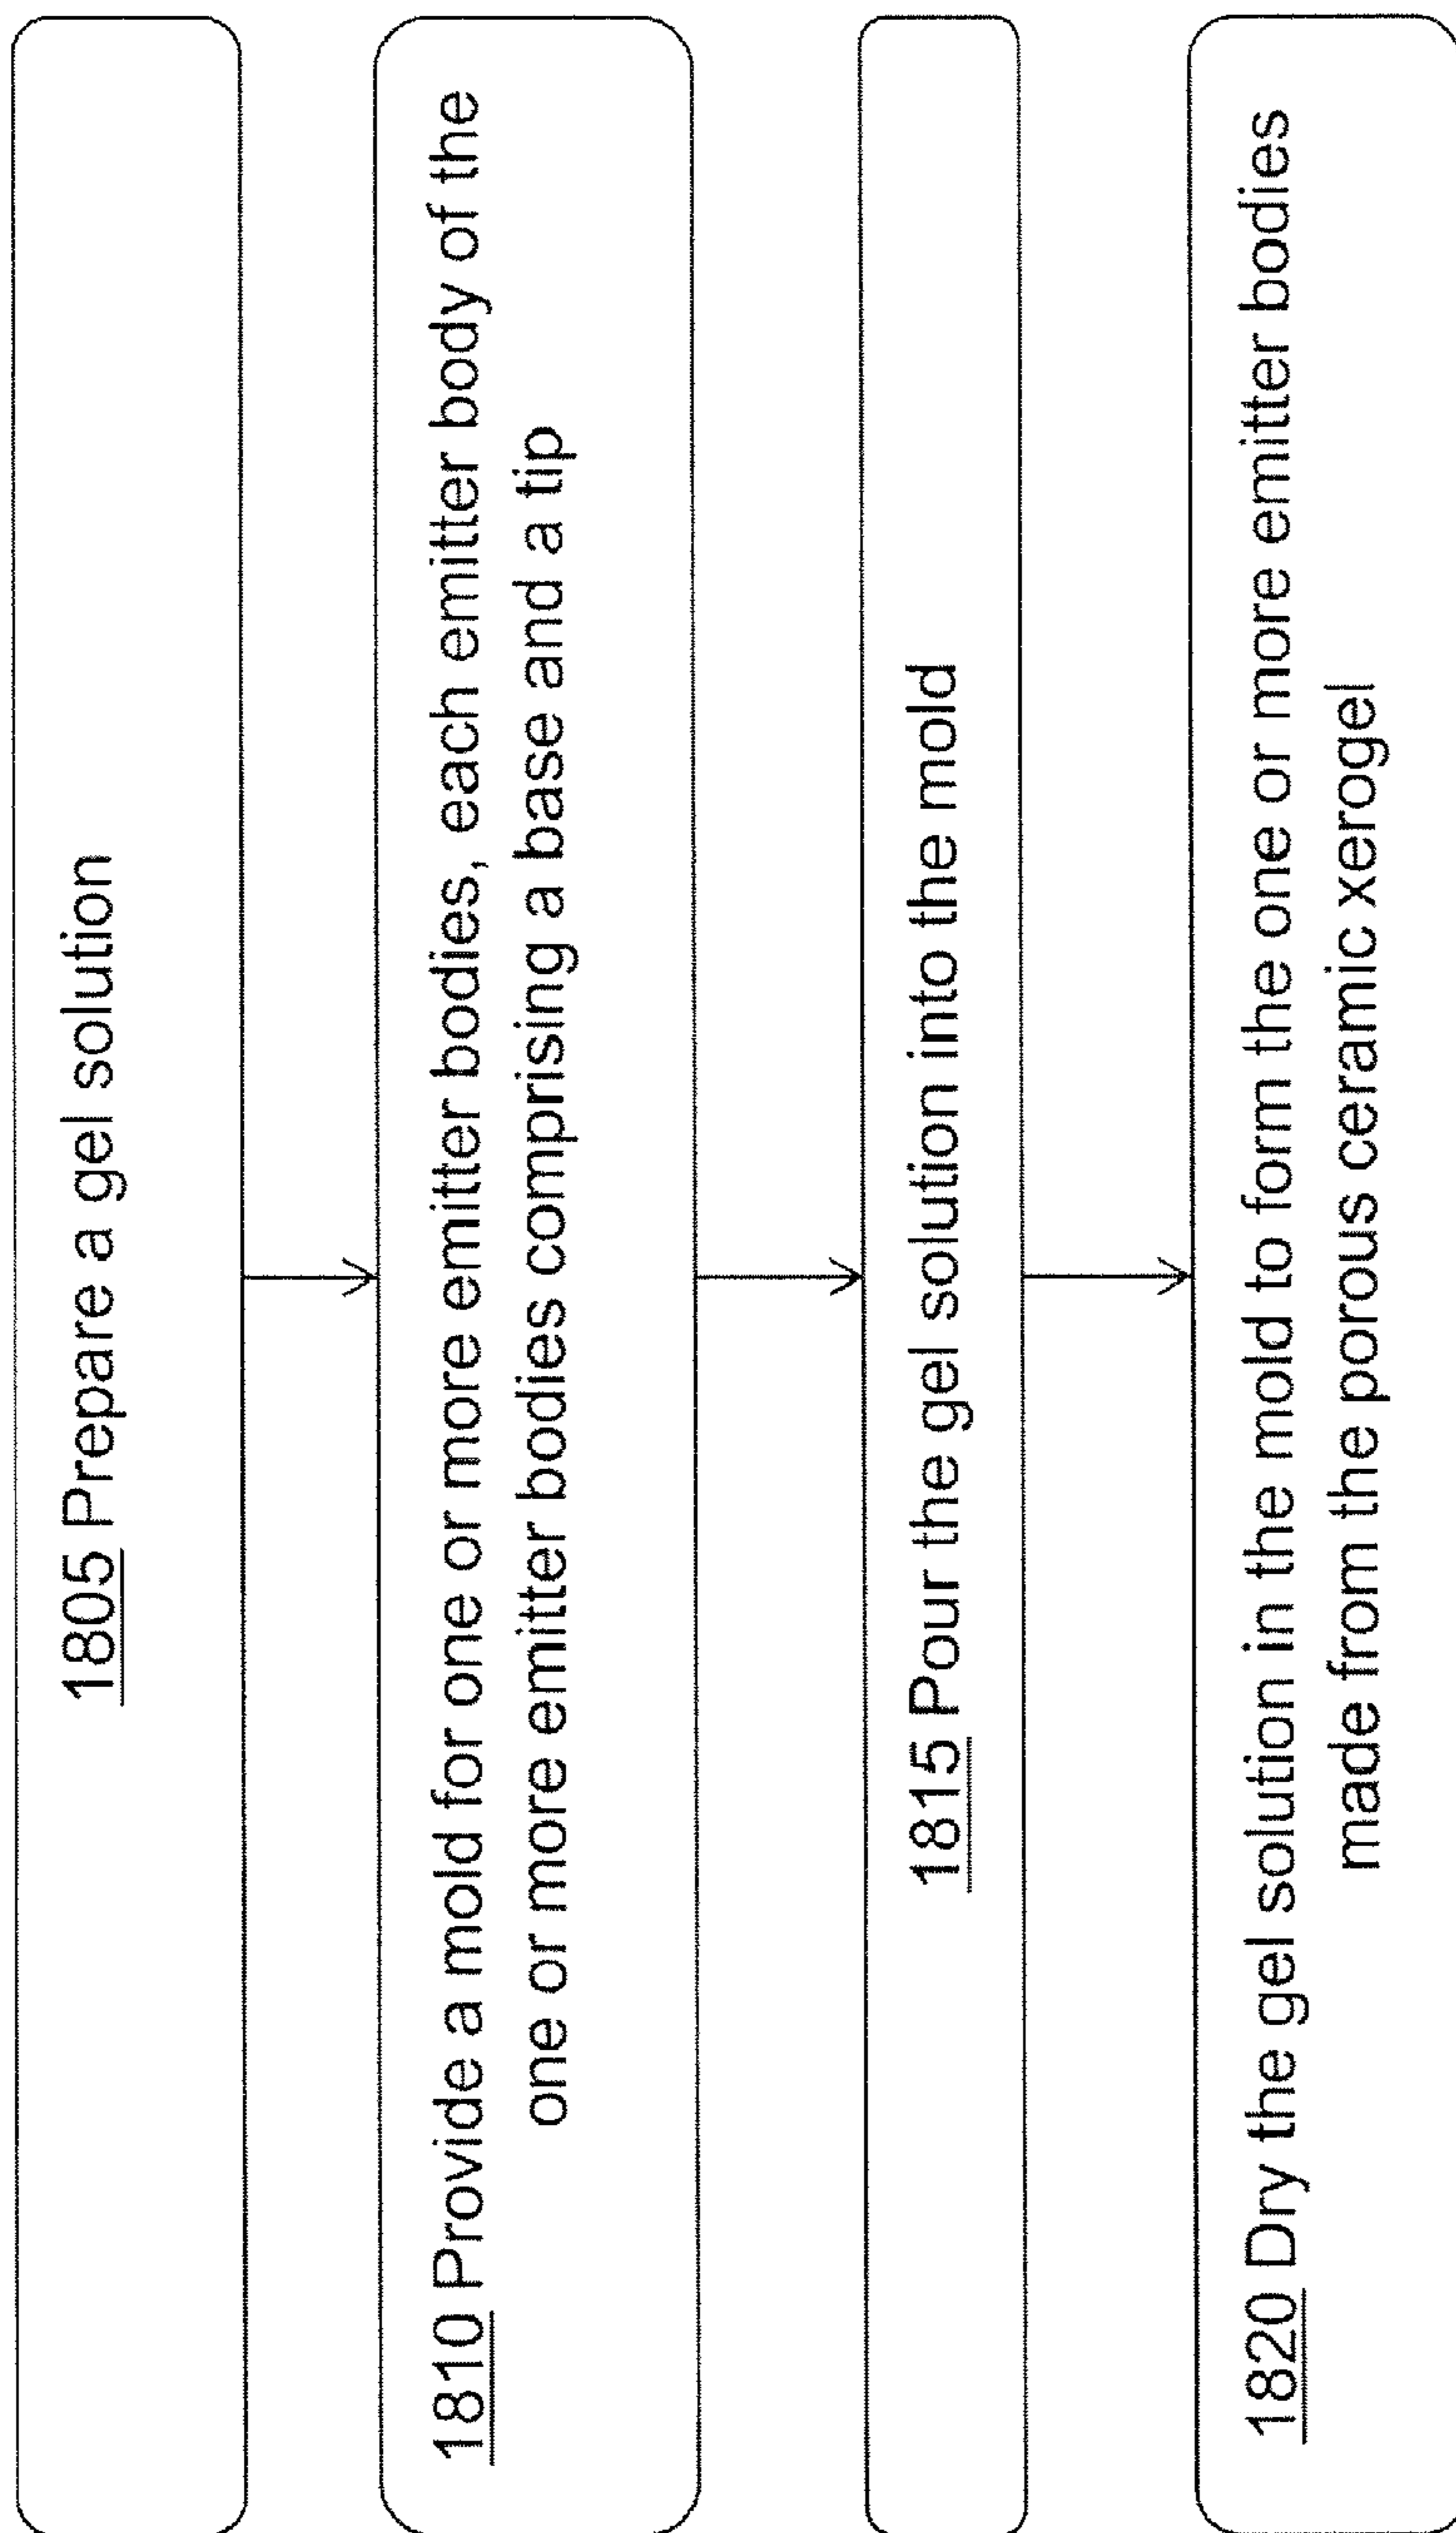 1805 Prepare a gel solution
1810 Provide a mold for one or more emitter bodies, each emitter body of the
one or more emitter bodies comprising a base and a tip
1815 Pour the gel solution into the mold
1820 Dry the gel solution in the mold to form the one or more emitter bodies
made from the porous ceramic xerogel